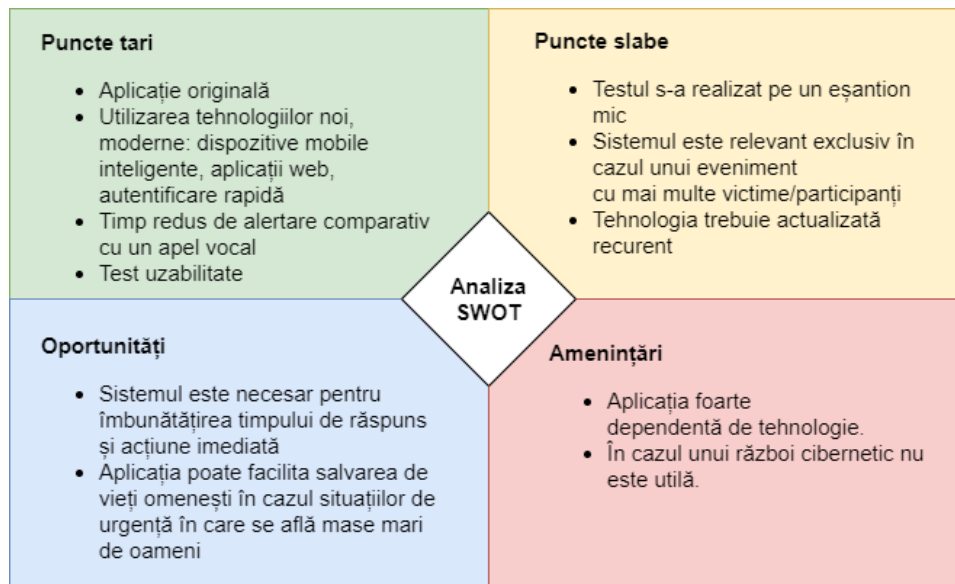 Puncte tari
• Aplicație originală
• Utilizarea tehnologiilor noi,
moderne: dispozitive mobile
inteligente, aplicații web,
autentificare rapidă
• Timp redus de alertare comparativ
cu un apel vocal
• Test uzabilitate
Puncte slabe
• Testul s-a realizat pe un eșantion
mic
• Sistemul este relevant exclusiv în
cazul unui eveniment
cu mai multe victime/participanți
• Tehnologia trebuie actualizată
recurent
Analiza
SWOT
Oportunități
• Sistemul este necesar pentru
îmbunătățirea timpului de răspuns
și acțiune imediată
• Aplicația poate facilita salvarea de
vieți omenești în cazul situațiilor de
urgență în care se află mase mari
de oameni
Amenințări
• Aplicația foarte
dependentă de tehnologie.
• În cazul unui război cibernetic nu
este utilă.